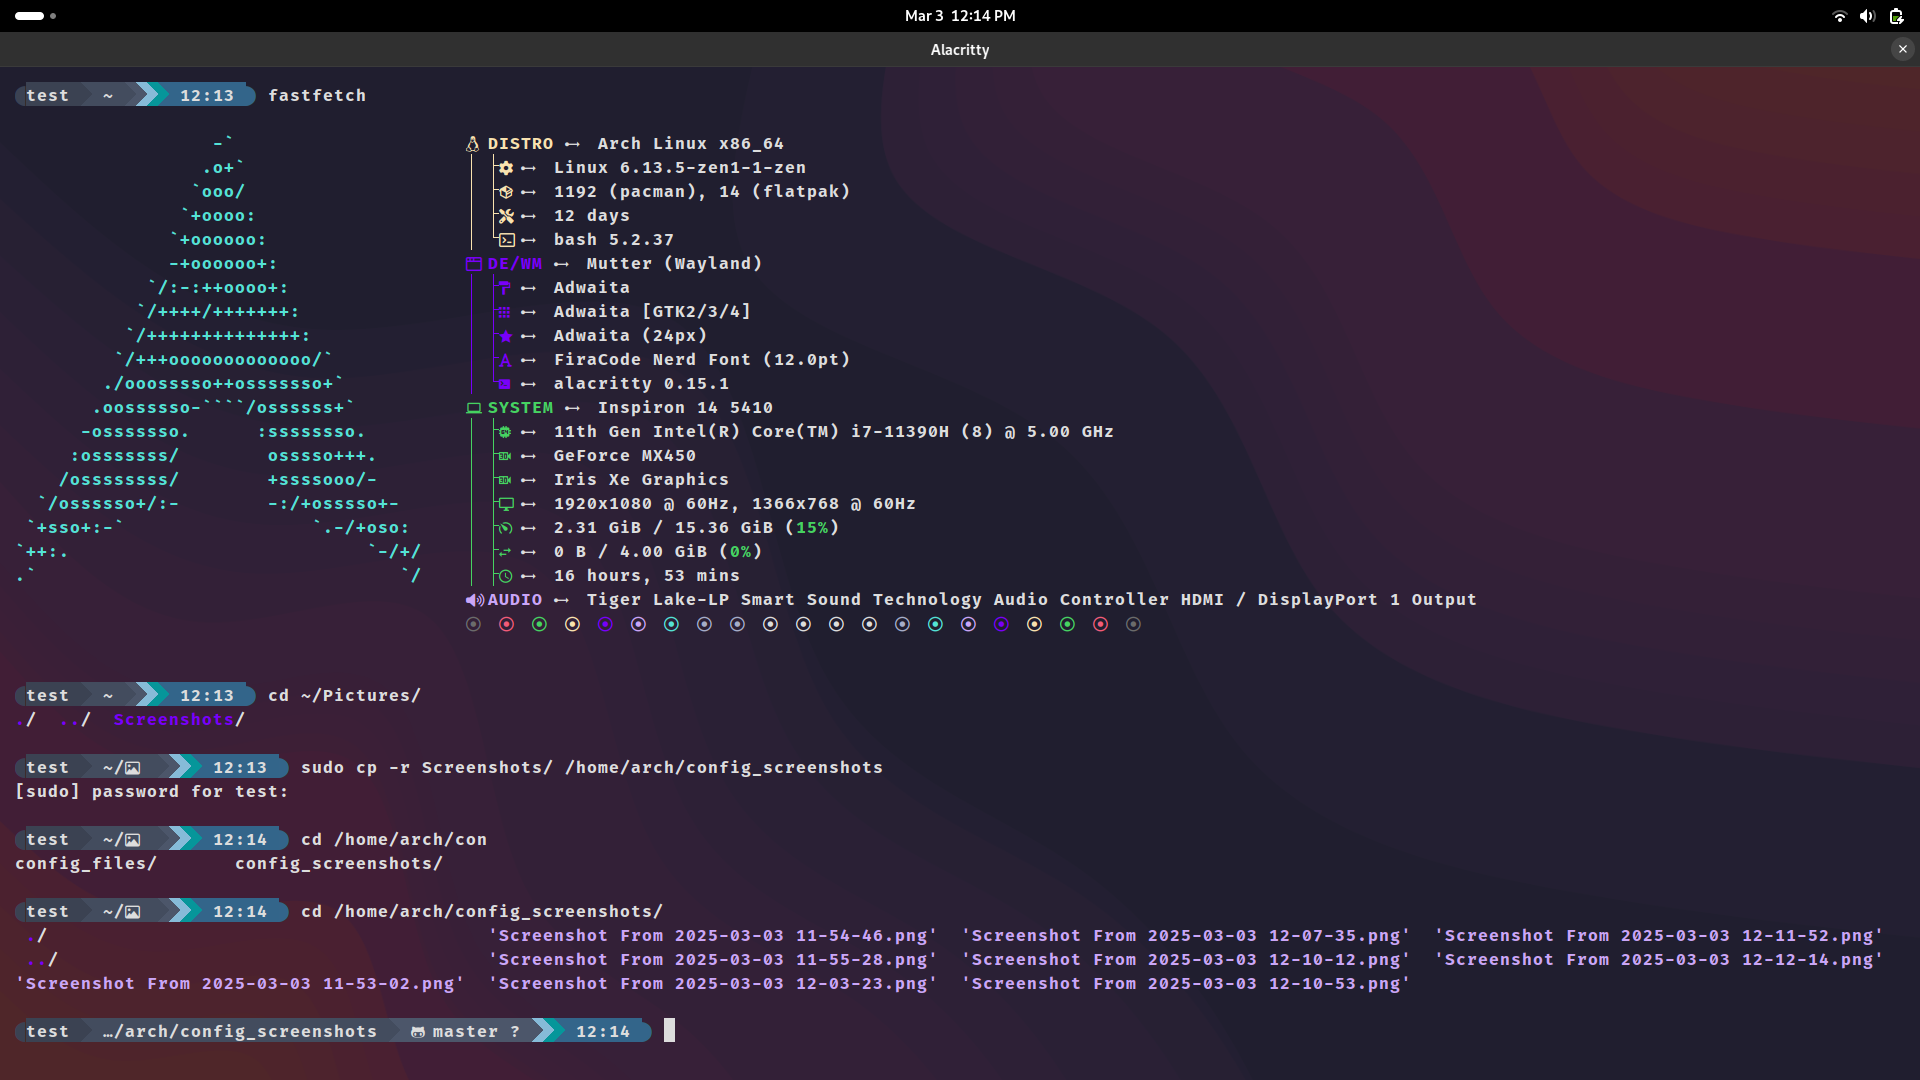 Mar 3  12:14 PM
Alacritty
test ~ 12:13 fastfetch
                  -`
                 .o+`
                `ooo/
               `+oooo:
              `+oooooo:
              -+oooooo+:
            `/:-:++oooo+:
           `/++++/+++++++:
          `/++++++++++++++:
         `/+++ooooooooooooo/`
        ./ooosssso++osssssso+`
       .oossssso-````/ossssss+`
      -osssssso.      :ssssssso.
     :osssssss/        osssso+++.
    /ossssssss/        +ssssooo/-
  `/ossssso+/:-        -:/+osssso+-
 `+sso+:-`                 `.-/+oso:
`++:.                           `-/+/
.`                                 `/
DISTRO Arch Linux x86_64
Linux 6.13.5-zen1-1-zen
1192 (pacman), 14 (flatpak)
12 days
bash 5.2.37
DE/WM Mutter (Wayland)
Adwaita
Adwaita [GTK2/3/4]
Adwaita (24px)
FiraCode Nerd Font (12.0pt)
alacritty 0.15.1
SYSTEM Inspiron 14 5410
11th Gen Intel(R) Core(TM) i7-11390H (8) @ 5.00 GHz
GeForce MX450
Iris Xe Graphics
1920x1080 @ 60Hz, 1366x768 @ 60Hz
2.31 GiB / 15.36 GiB (15%)
0 B / 4.00 GiB (0%)
16 hours, 53 mins
AUDIO Tiger Lake-LP Smart Sound Technology Audio Controller HDMI / DisplayPort 1 Output
test ~ 12:13 cd ~/Pictures/
./  ../  Screenshots/
test ~/ 12:13 sudo cp -r Screenshots/ /home/arch/config_screenshots
[sudo] password for test:
test ~/ 12:14 cd /home/arch/con
config_files/       config_screenshots/
test ~/ 12:14 cd /home/arch/config_screenshots/
./ 'Screenshot From 2025-03-03 11-54-46.png'  'Screenshot From 2025-03-03 12-07-35.png'  'Screenshot From 2025-03-03 12-11-52.png'
../ 'Screenshot From 2025-03-03 11-55-28.png'  'Screenshot From 2025-03-03 12-10-12.png'  'Screenshot From 2025-03-03 12-12-14.png'
'Screenshot From 2025-03-03 11-53-02.png'  'Screenshot From 2025-03-03 12-03-23.png'  'Screenshot From 2025-03-03 12-10-53.png'
test …/arch/config_screenshots master ? 12:14